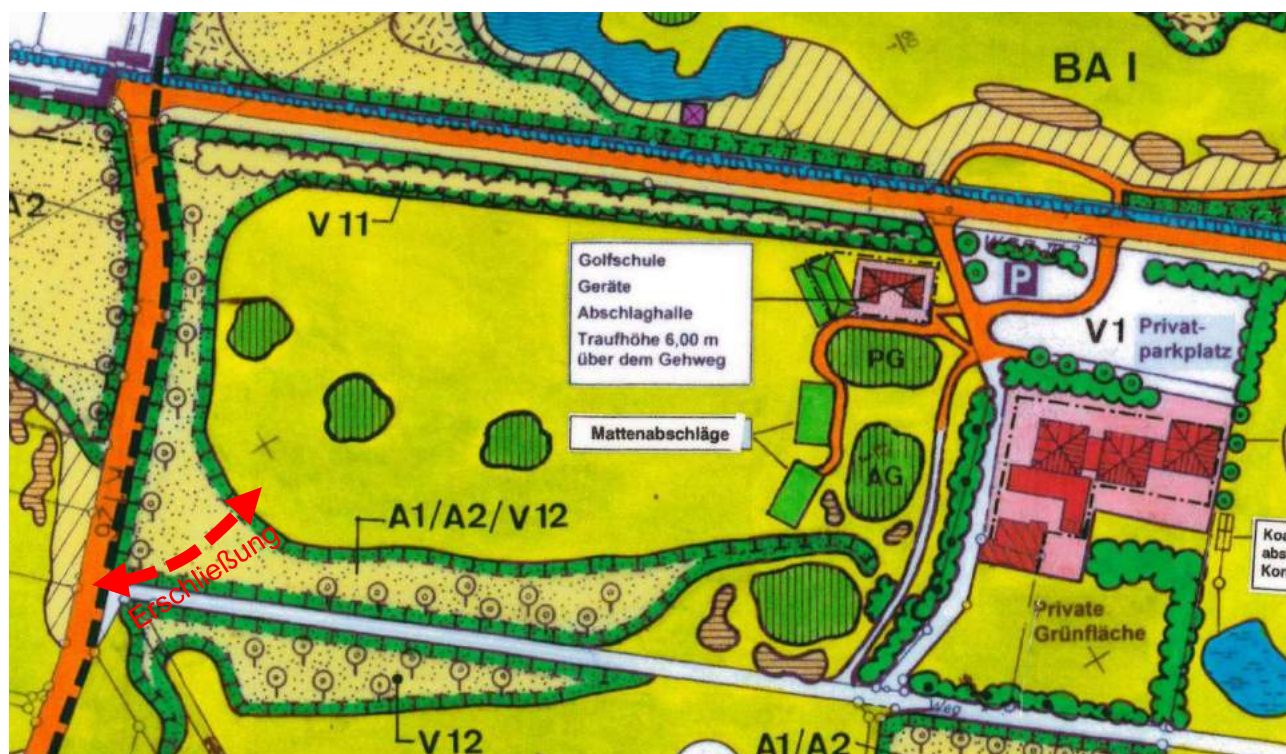 BA I
A2
V 11
Golfschule
Geräte
Abschlaghalle
Traufhöhe 6,00 m
über dem Gehweg
P
V 1
Privat-
parkplatz
PG
Mattenabschläge
AG
A1/A2/V12
Erschließung
Private
Grünfläche
Weg
V 12
A1/A2